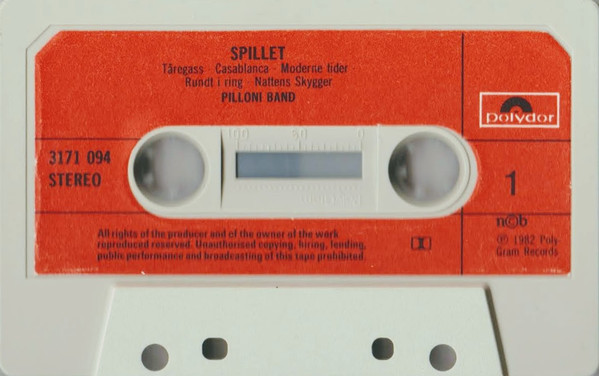 SPILLET
Tåregass · Casablanca · Moderne tider
Rundt i ring · Nattens Skygger
PILLONI BAND
polydor
100 50 0
3171 094
STEREO
1
n©b
All rights of the producer and of the owner of the work
reproduced reserved. Unauthorised copying, hiring, lending,
public performance and broadcasting of this tape prohibited.
℗ 1982 Poly
Gram Records